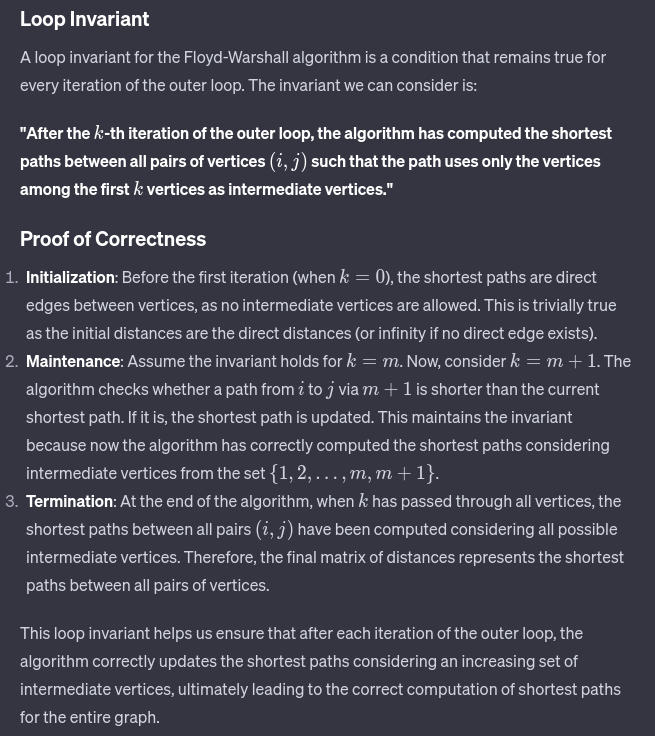 Loop Invariant
A loop invariant for the Floyd-Warshall algorithm is a condition that remains true for
every iteration of the outer loop. The invariant we can consider is:
"After the k-th iteration of the outer loop, the algorithm has computed the shortest
paths between all pairs of vertices (i, j) such that the path uses only the vertices
among the first k vertices as intermediate vertices."
Proof of Correctness
1. Initialization: Before the first iteration (when k = 0), the shortest paths are direct
edges between vertices, as no intermediate vertices are allowed. This is trivially true
as the initial distances are the direct distances (or infinity if no direct edge exists).
2. Maintenance: Assume the invariant holds for k = m. Now, consider k = m + 1. The
algorithm checks whether a path from i to j via m + 1 is shorter than the current
shortest path. If it is, the shortest path is updated. This maintains the invariant
because now the algorithm has correctly computed the shortest paths considering
intermediate vertices from the set {1, 2, . . . , m, m + 1}.
3. Termination: At the end of the algorithm, when k has passed through all vertices, the
shortest paths between all pairs (i, j) have been computed considering all possible
intermediate vertices. Therefore, the final matrix of distances represents the shortest
paths between all pairs of vertices.
This loop invariant helps us ensure that after each iteration of the outer loop, the
algorithm correctly updates the shortest paths considering an increasing set of
intermediate vertices, ultimately leading to the correct computation of shortest paths
for the entire graph.